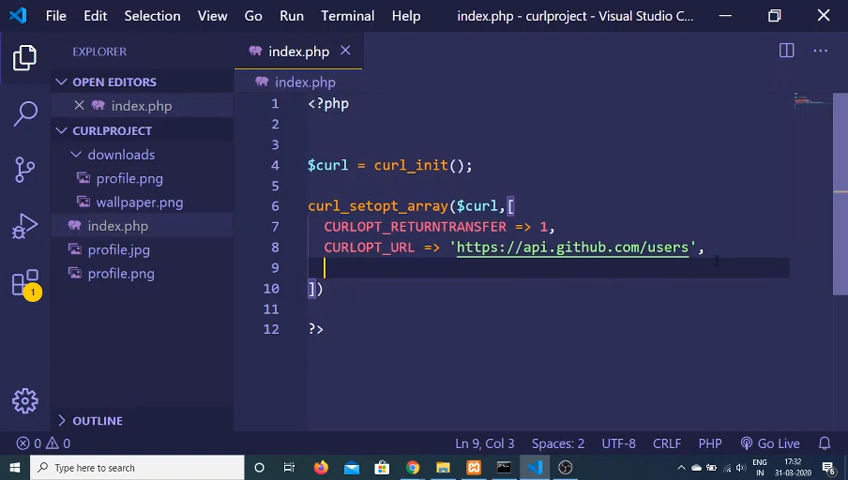 File Edit Selection View Go Run Terminal Help index.php - curlproject - Visual Studio C...
EXPLORER
OPEN EDITORS
index.php
CURLPROJECT
downloads
profile.png
wallpaper.png
index.php
profile.jpg
profile.png
OUTLINE
1
index.php
index.php
1 <?php
2
3
4 $curl = curl_init();
5
6 curl_setopt_array($curl,[
7 CURLOPT_RETURNTRANSFER => 1,
8 CURLOPT_URL => 'https://api.github.com/users',
9
10 ])
11
12 ?>
0 0 Ln 9, Col 3 Spaces: 2 UTF-8 CRLF PHP Go Live
Type here to search
ENG
IN
17:32
31-03-2020